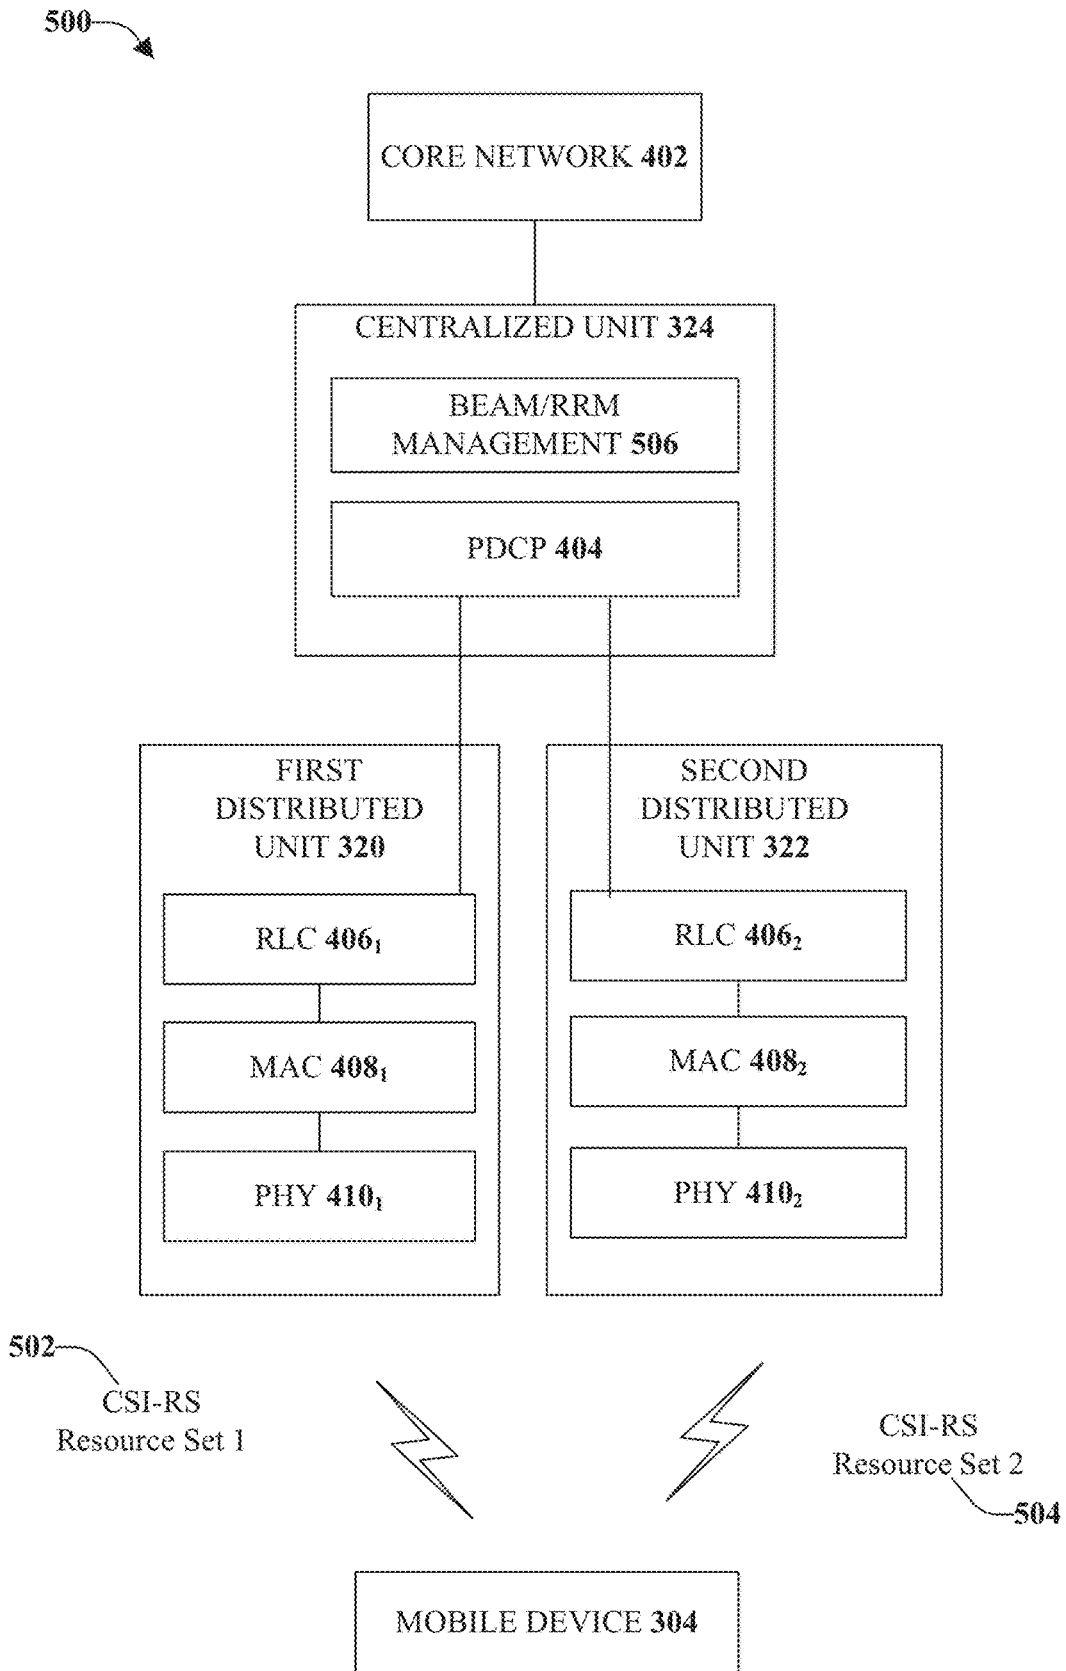 500
CORE NETWORK 402
CENTRALIZED UNIT 324
BEAM/RRM
MANAGEMENT 506
PDCP 404
FIRST
DISTRIBUTED
UNIT 320
RLC 406₁
MAC 408₁
PHY 410₁
SECOND
DISTRIBUTED
UNIT 322
RLC 406₂
MAC 408₂
PHY 410₂
502
CSI-RS
Resource Set 1
CSI-RS
Resource Set 2
504
MOBILE DEVICE 304